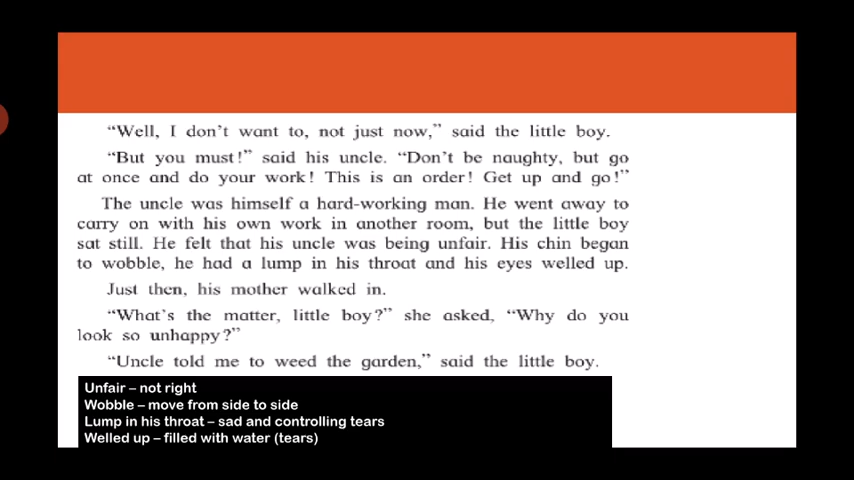 “Well, I don’t want to, not just now,” said the little boy.
“But you must!” said his uncle. “Don’t be naughty, but go
at once and do your work! This is an order! Get up and go!”
The uncle was himself a hard-working man. He went away to
carry on with his own work in another room, but the little boy
sat still. He felt that his uncle was being unfair. His chin began
to wobble, he had a lump in his throat and his eyes welled up.
Just then, his mother walked in.
“What’s the matter, little boy?” she asked, “Why do you
look so unhappy?”
“Uncle told me to weed the garden,” said the little boy.
Unfair – not right
Wobble – move from side to side
Lump in his throat – sad and controlling tears
Welled up – filled with water (tears)